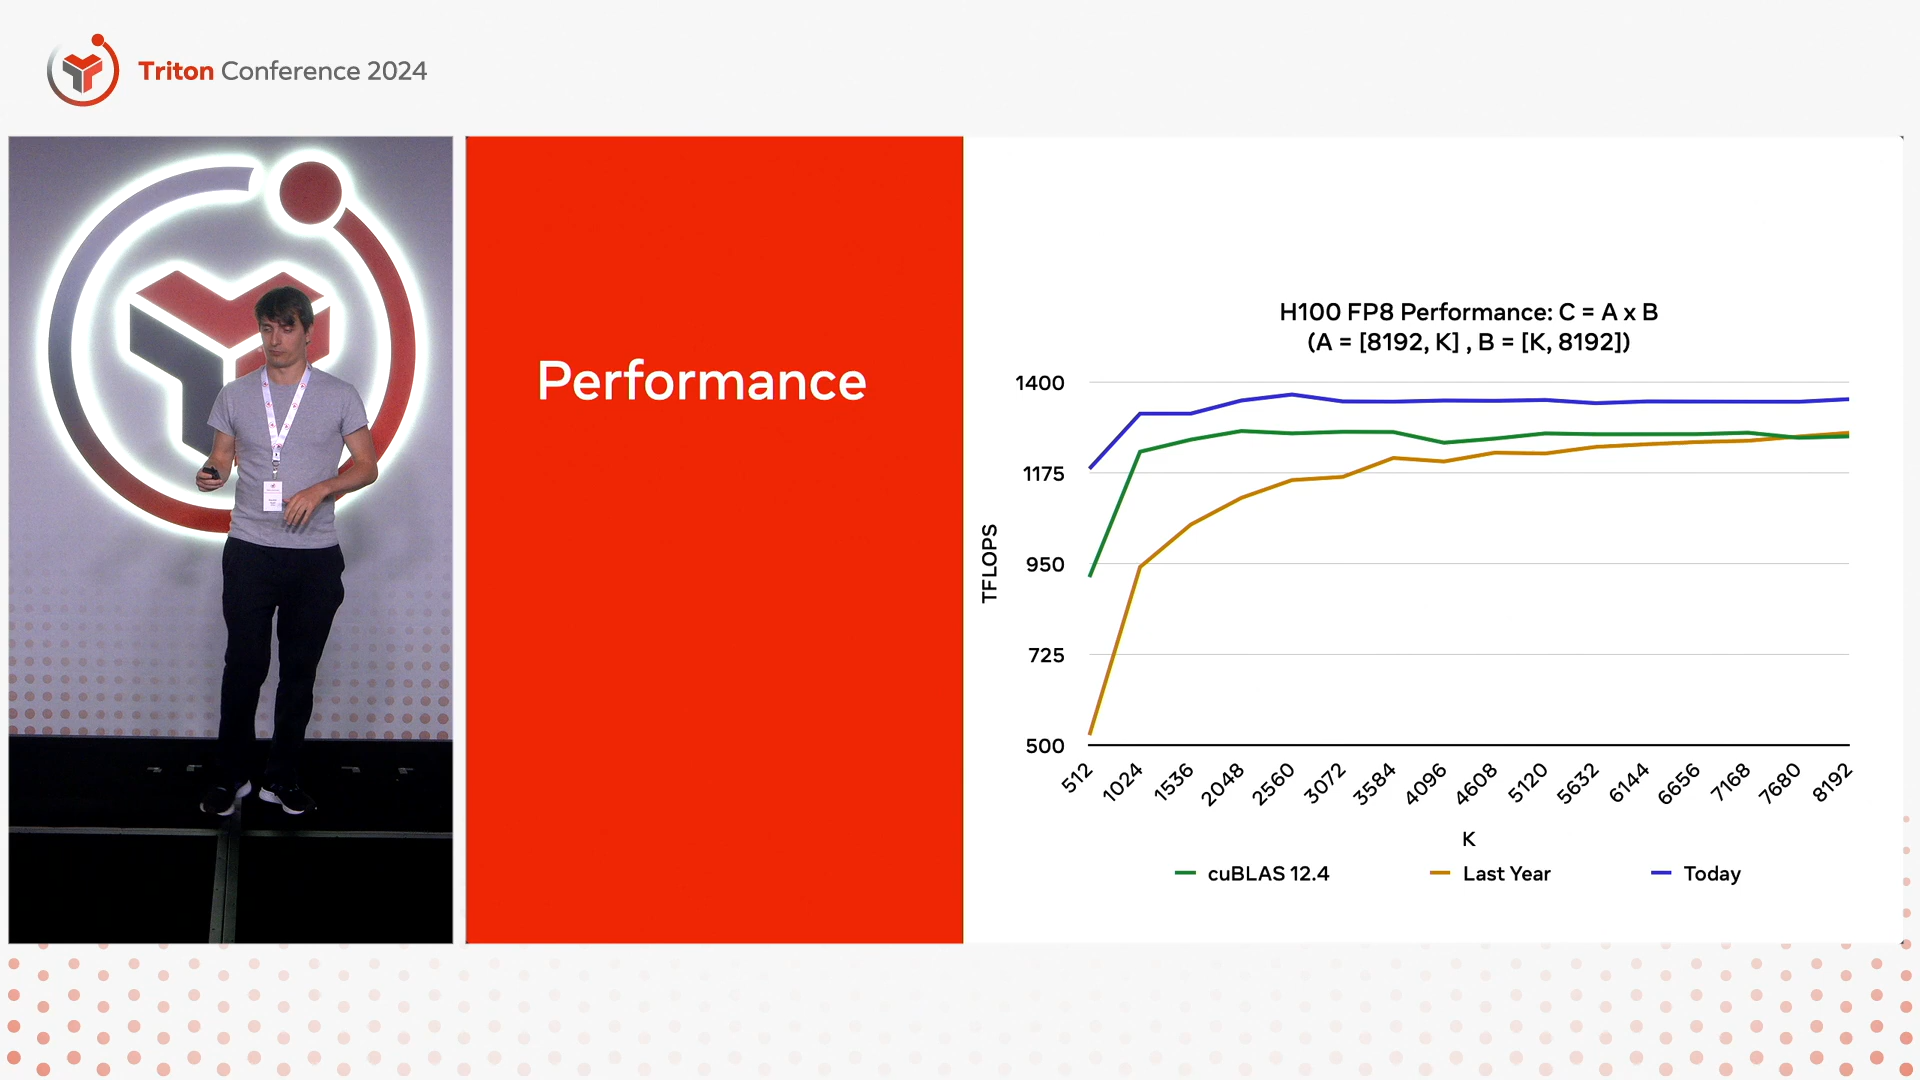 Triton Conference 2024
Performance
H100 FP8 Performance: C = A x B
(A = [8192, K] , B = [K, 8192])
1400
1175
950
725
500
TFLOPS
512
1024
1536
2048
2560
3072
3584
4096
4608
5120
5632
6144
6656
7168
7680
8192
K
cuBLAS 12.4
Last Year
Today